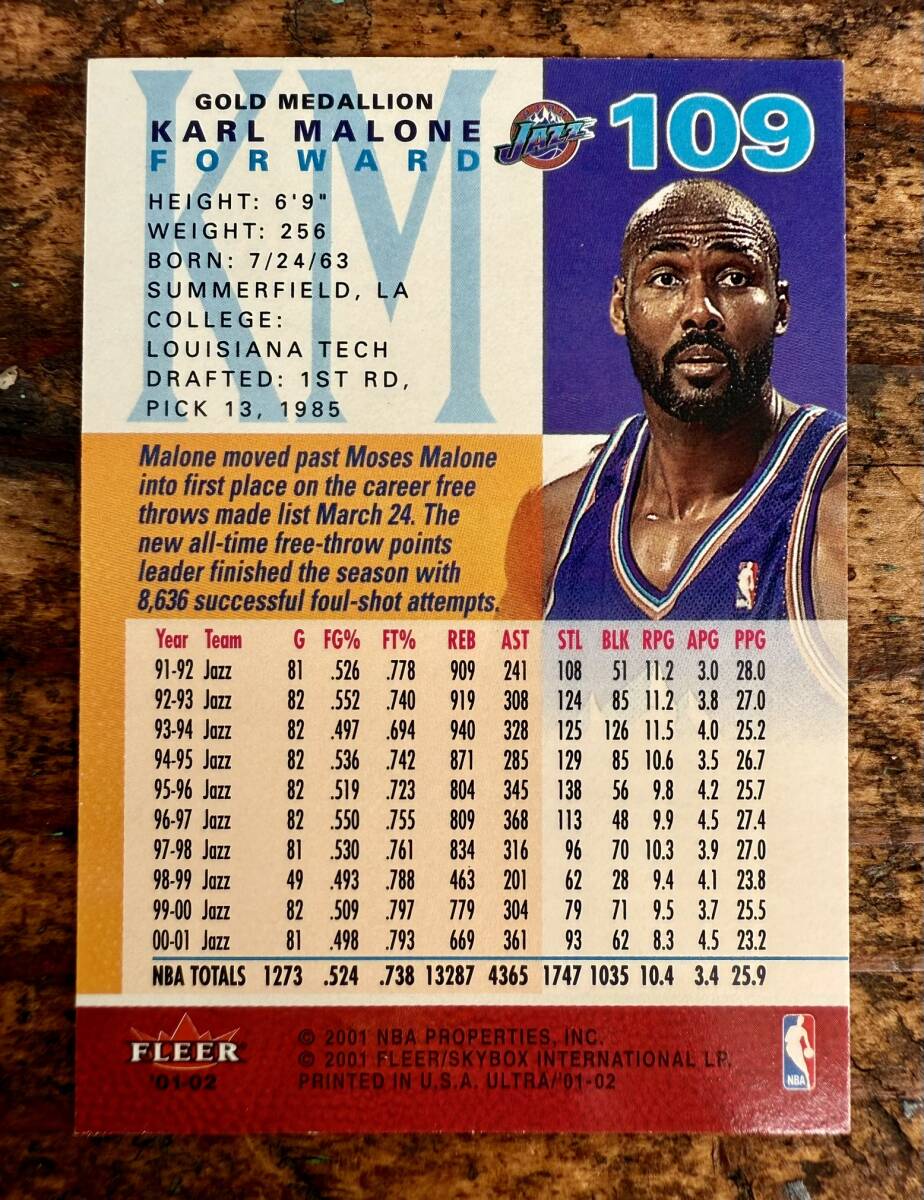 GOLD MEDALLION
KARL MALONE
FORWARD
JAZZ
109
KM
HEIGHT: 6'9"
WEIGHT: 256
BORN: 7/24/63
SUMMERFIELD, LA
COLLEGE:
LOUISIANA TECH
DRAFTED: 1ST RD,
PICK 13, 1985
Malone moved past Moses Malone
into first place on the career free
throws made list March 24. The
new all-time free-throw points
leader finished the season with
8,636 successful foul-shot attempts.
Year Team G FG% FT% REB AST STL BLK RPG APG PPG
91-92 Jazz 81 .526 .778 909 241 108 51 11.2 3.0 28.0
92-93 Jazz 82 .552 .740 919 308 124 85 11.2 3.8 27.0
93-94 Jazz 82 .497 .694 940 328 125 126 11.5 4.0 25.2
94-95 Jazz 82 .536 .742 871 285 129 85 10.6 3.5 26.7
95-96 Jazz 82 .519 .723 804 345 138 56 9.8 4.2 25.7
96-97 Jazz 82 .550 .755 809 368 113 48 9.9 4.5 27.4
97-98 Jazz 81 .530 .761 834 316 96 70 10.3 3.9 27.0
98-99 Jazz 49 .493 .788 463 201 62 28 9.4 4.1 23.8
99-00 Jazz 82 .509 .797 779 304 79 71 9.5 3.7 25.5
00-01 Jazz 81 .498 .793 669 361 93 62 8.3 4.5 23.2
NBA TOTALS 1273 .524 .738 13287 4365 1747 1035 10.4 3.4 25.9
FLEER
'01-02
© 2001 NBA PROPERTIES, INC.
© 2001 FLEER/SKYBOX INTERNATIONAL LP.
PRINTED IN U.S.A. ULTRA/'01-02
NBA